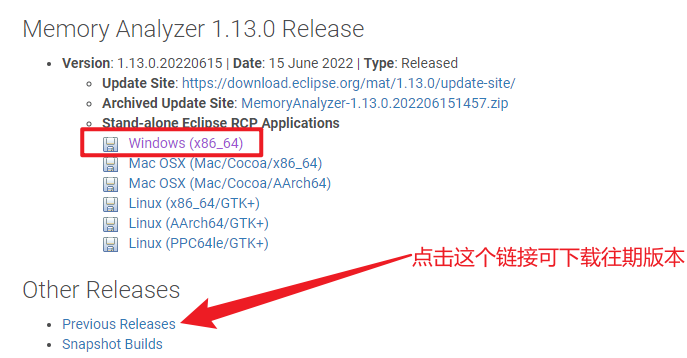 Memory Analyzer 1.13.0 Release
Version: 1.13.0.20220615 | Date: 15 June 2022 | Type: Released
Update Site: https://download.eclipse.org/mat/1.13.0/update-site/
Archived Update Site: MemoryAnalyzer-1.13.0.202206151457.zip
Stand-alone Eclipse RCP Applications
Windows (x86_64)
Mac OSX (Mac/Cocoa/x86_64)
Mac OSX (Mac/Cocoa/AArch64)
Linux (x86_64/GTK+)
Linux (AArch64/GTK+)
Linux (PPC64le/GTK+)
点击这个链接可下载往期版本
Other Releases
Previous Releases
Snapshot Builds